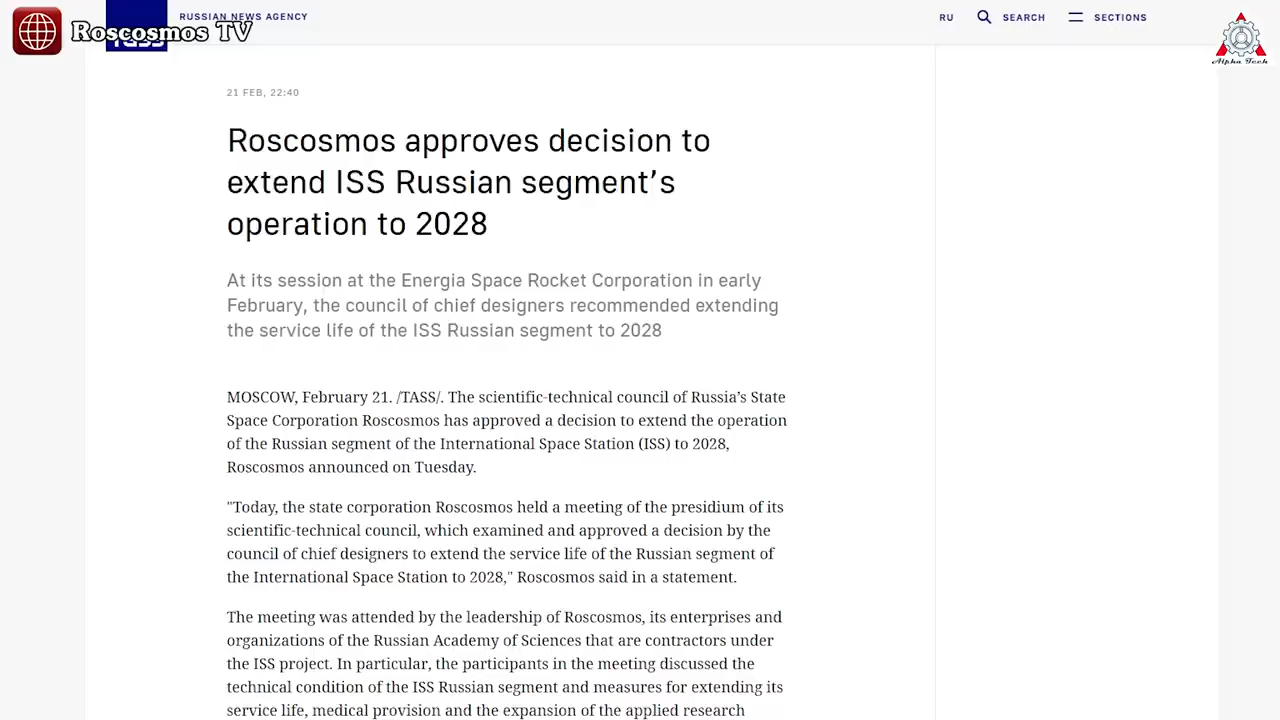 RUSSIAN NEWS AGENCY
Roscosmos TV
TASS
RU
SEARCH
SECTIONS
Alpha Tech
21 FEB, 22:40
Roscosmos approves decision to
extend ISS Russian segment’s
operation to 2028
At its session at the Energia Space Rocket Corporation in early
February, the council of chief designers recommended extending
the service life of the ISS Russian segment to 2028
MOSCOW, February 21. /TASS/. The scientific-technical council of Russia’s State
Space Corporation Roscosmos has approved a decision to extend the operation
of the Russian segment of the International Space Station (ISS) to 2028,
Roscosmos announced on Tuesday.
"Today, the state corporation Roscosmos held a meeting of the presidium of its
scientific-technical council, which examined and approved a decision by the
council of chief designers to extend the service life of the Russian segment of
the International Space Station to 2028," Roscosmos said in a statement.
The meeting was attended by the leadership of Roscosmos, its enterprises and
organizations of the Russian Academy of Sciences that are contractors under
the ISS project. In particular, the participants in the meeting discussed the
technical condition of the ISS Russian segment and measures for extending its
service life, medical provision and the expansion of the applied research